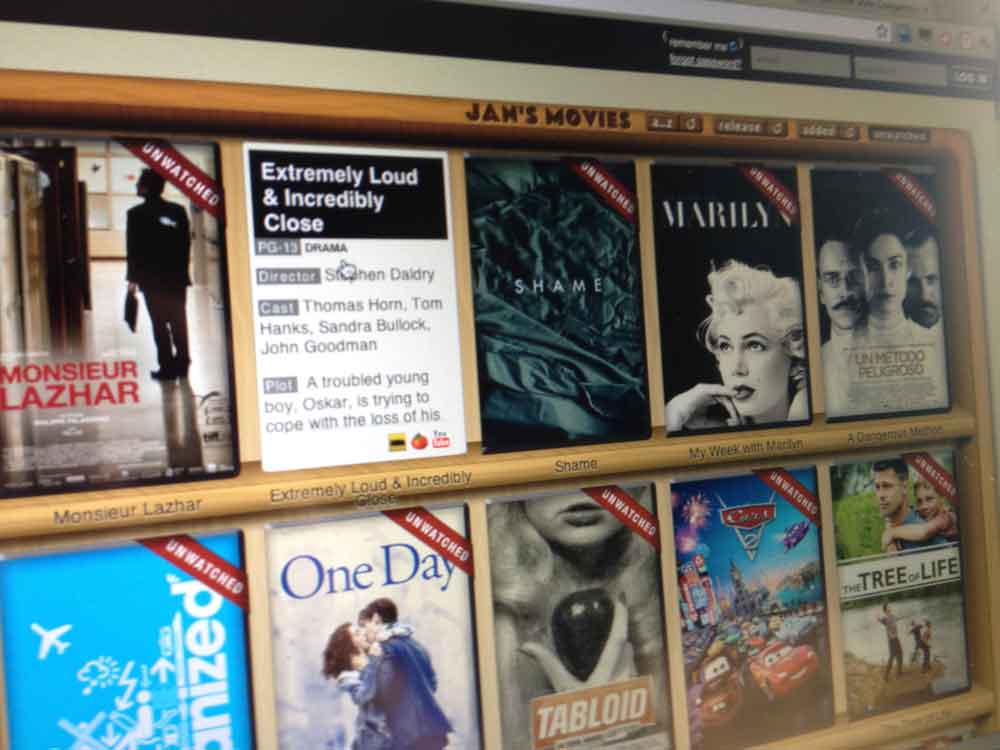 remember me
forgot password?
LOG IN
JAN'S MOVIES
a..z
release
added
unwatched
UNWATCHED
MONSIEUR
LAZHAR
Extremely Loud
& Incredibly
Close
PG-13 DRAMA
Director Stephen Daldry
Cast Thomas Horn, Tom
Hanks, Sandra Bullock,
John Goodman
Plot A troubled young
boy, Oskar, is trying to
cope with the loss of his
You
Tube
UNWATCHED
SHAME
UNWATCHED
MARILYN
UNWATCHED
UN MÉTODO
PELIGROSO
Monsieur Lazhar
Extremely Loud & Incredibly
Close
Shame
My Week with Marilyn
A Dangerous Method
UNWATCHED
anized
UNWATCHED
One Day
UNWATCHED
TABLOID
UNWATCHED
Cars
2
UNWATCHED
THE TREE OF LIFE